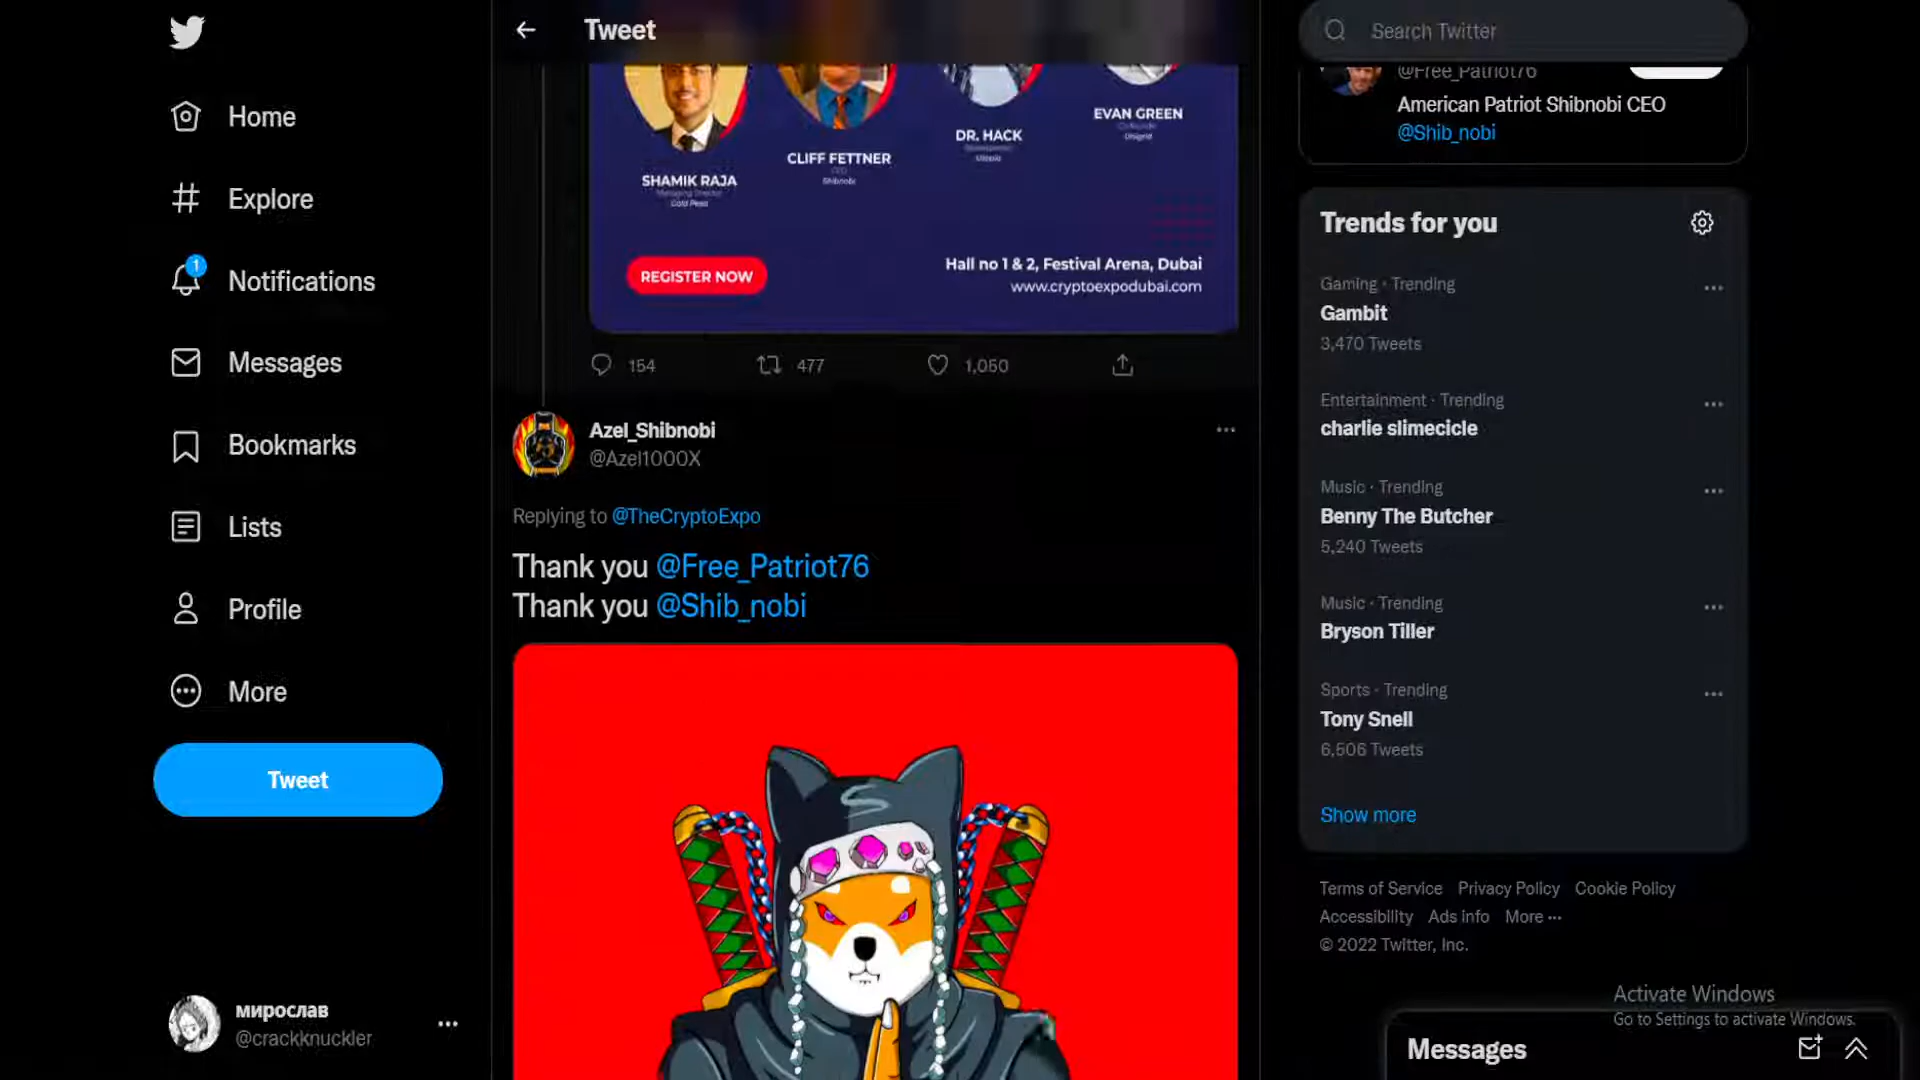 Home
Explore
1
Notifications
Messages
Bookmarks
Lists
Profile
More
Tweet
мирослав
@crackknuckler
Tweet
SHAMIK RAJA
Managing Director
Gold Pesa
CLIFF FETTNER
CEO
Shibnobi
DR. HACK
Utopia
EVAN GREEN
Co-founder
Unigrid
REGISTER NOW
Hall no 1 & 2, Festival Arena, Dubai
www.cryptoexpodubai.com
154
477
1,050
Azel_Shibnobi
@Azel1000X
Replying to @TheCryptoExpo
Thank you @Free_Patriot76
Thank you @Shib_nobi
Search Twitter
@Free_Patriot76
American Patriot Shibnobi CEO
@Shib_nobi
Trends for you
Gaming · Trending
Gambit
3,470 Tweets
Entertainment · Trending
charlie slimecicle
Music · Trending
Benny The Butcher
5,240 Tweets
Music · Trending
Bryson Tiller
Sports · Trending
Tony Snell
6,506 Tweets
Show more
Terms of Service Privacy Policy Cookie Policy
Accessibility Ads info More ···
© 2022 Twitter, Inc.
Activate Windows
Go to Settings to activate Windows.
Messages